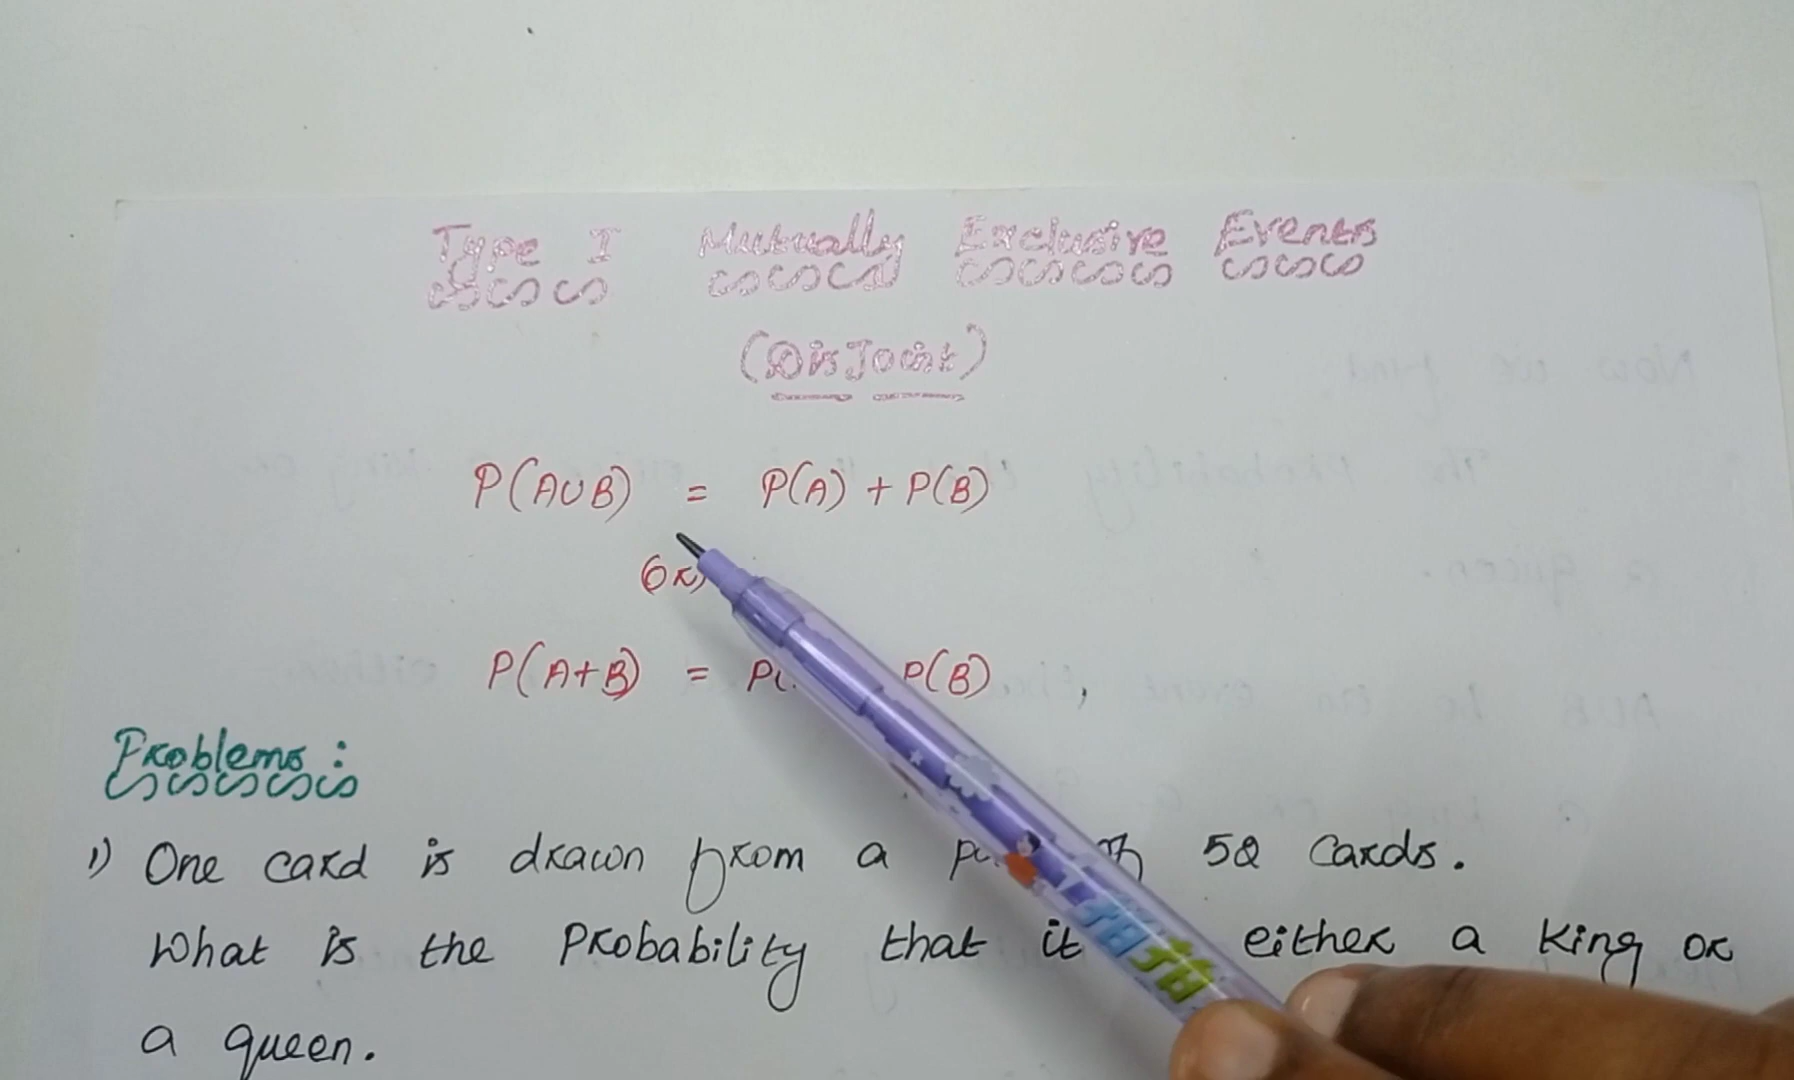 Type I Mutually Exclusive Events
(DisJoint)
P(A∪B) = P(A) + P(B)
(or)
P(A+B) = P( P(B) ,
Problems :
1) One card is drawn from a 52 cards.
What is the Probability that it either a King or
a queen.